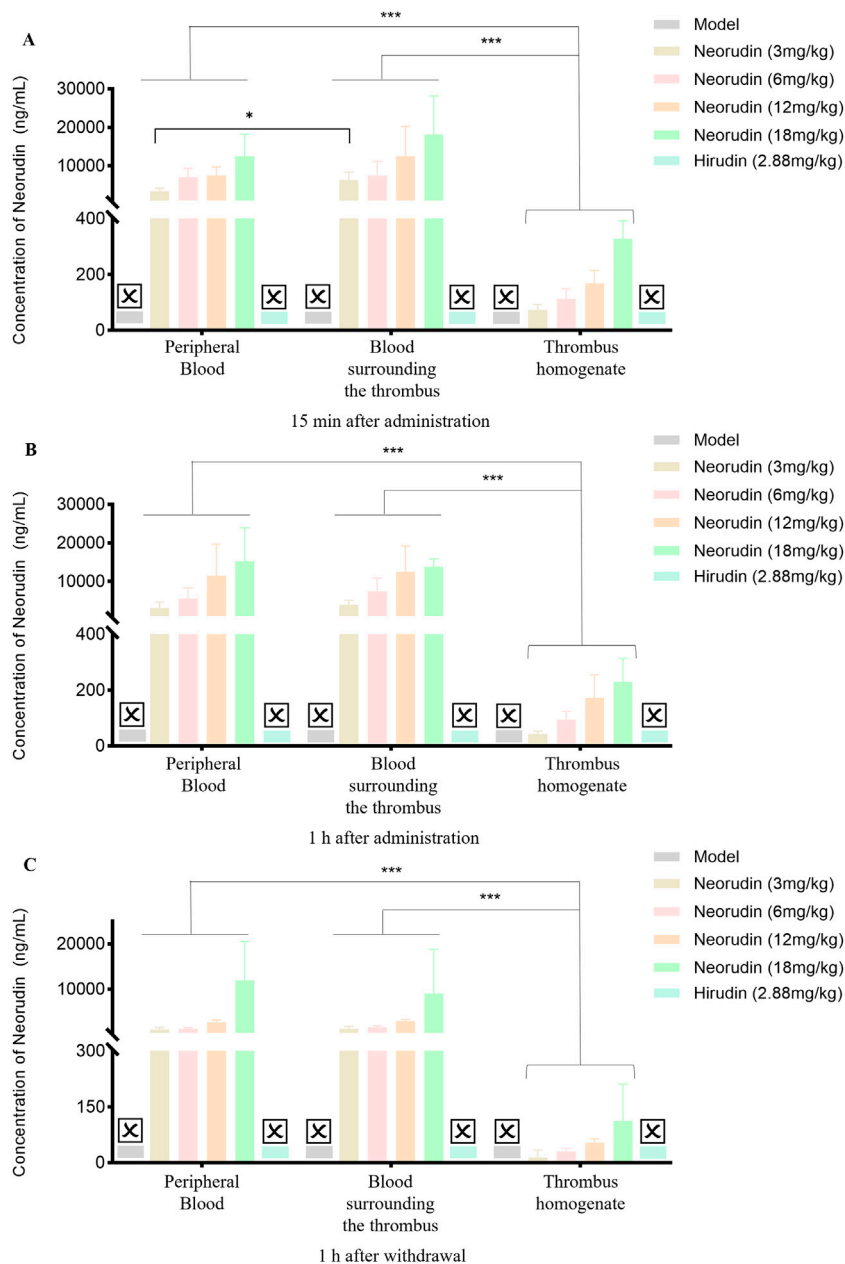 A
***
***
Model
Neorudin (3mg/kg)
Neorudin (6mg/kg)
Neorudin (12mg/kg)
Neorudin (18mg/kg)
Hirudin (2.88mg/kg)
Concentration of Neorudin (ng/mL)
30000
20000
10000
400
200
0
*
Peripheral
Blood
Blood
surrounding
the thrombus
Thrombus
homogenate
15 min after administration
B
***
***
Model
Neorudin (3mg/kg)
Neorudin (6mg/kg)
Neorudin (12mg/kg)
Neorudin (18mg/kg)
Hirudin (2.88mg/kg)
Concentration of Neorudin (ng/mL)
30000
20000
10000
400
200
0
Peripheral
Blood
Blood
surrounding
the thrombus
Thrombus
homogenate
1 h after administration
C
***
***
Model
Neorudin (3mg/kg)
Neorudin (6mg/kg)
Neorudin (12mg/kg)
Neorudin (18mg/kg)
Hirudin (2.88mg/kg)
Concentration of Neorudin (ng/mL)
20000
10000
300
150
0
Peripheral
Blood
Blood
surrounding
the thrombus
Thrombus
homogenate
1 h after withdrawal